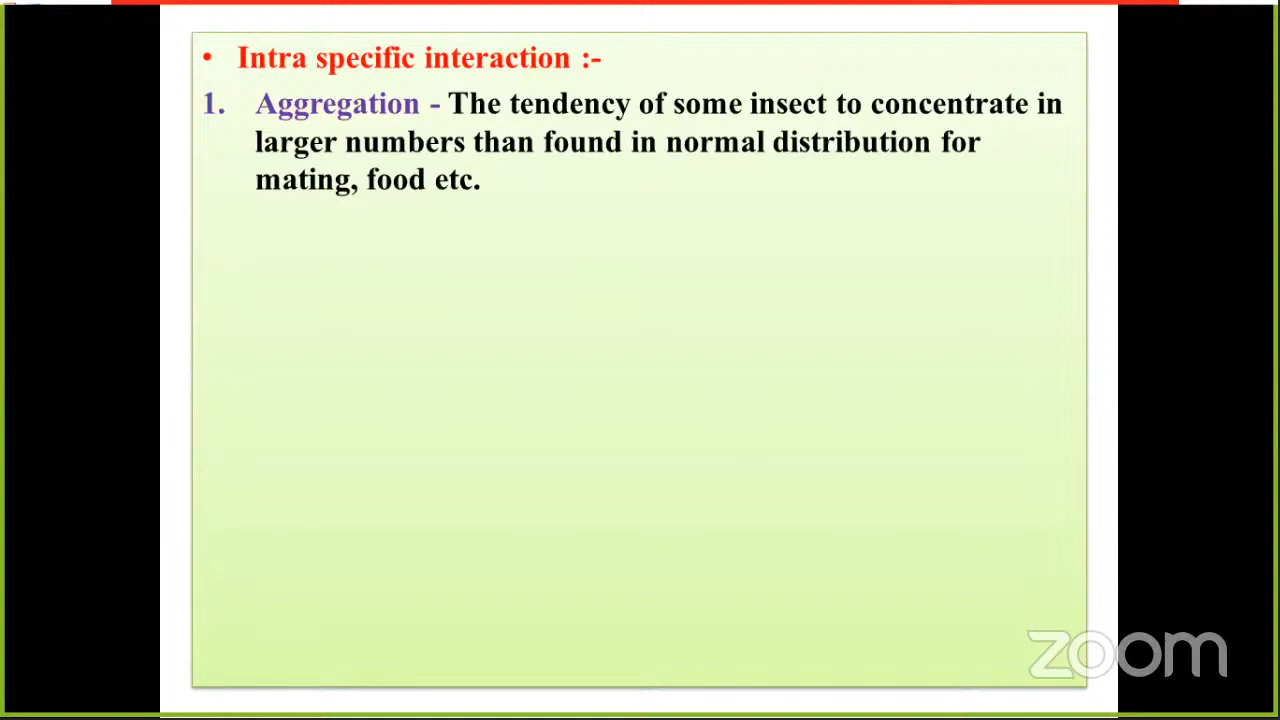 • Intra specific interaction :-
1. Aggregation - The tendency of some insect to concentrate in
larger numbers than found in normal distribution for
mating, food etc.
zoom